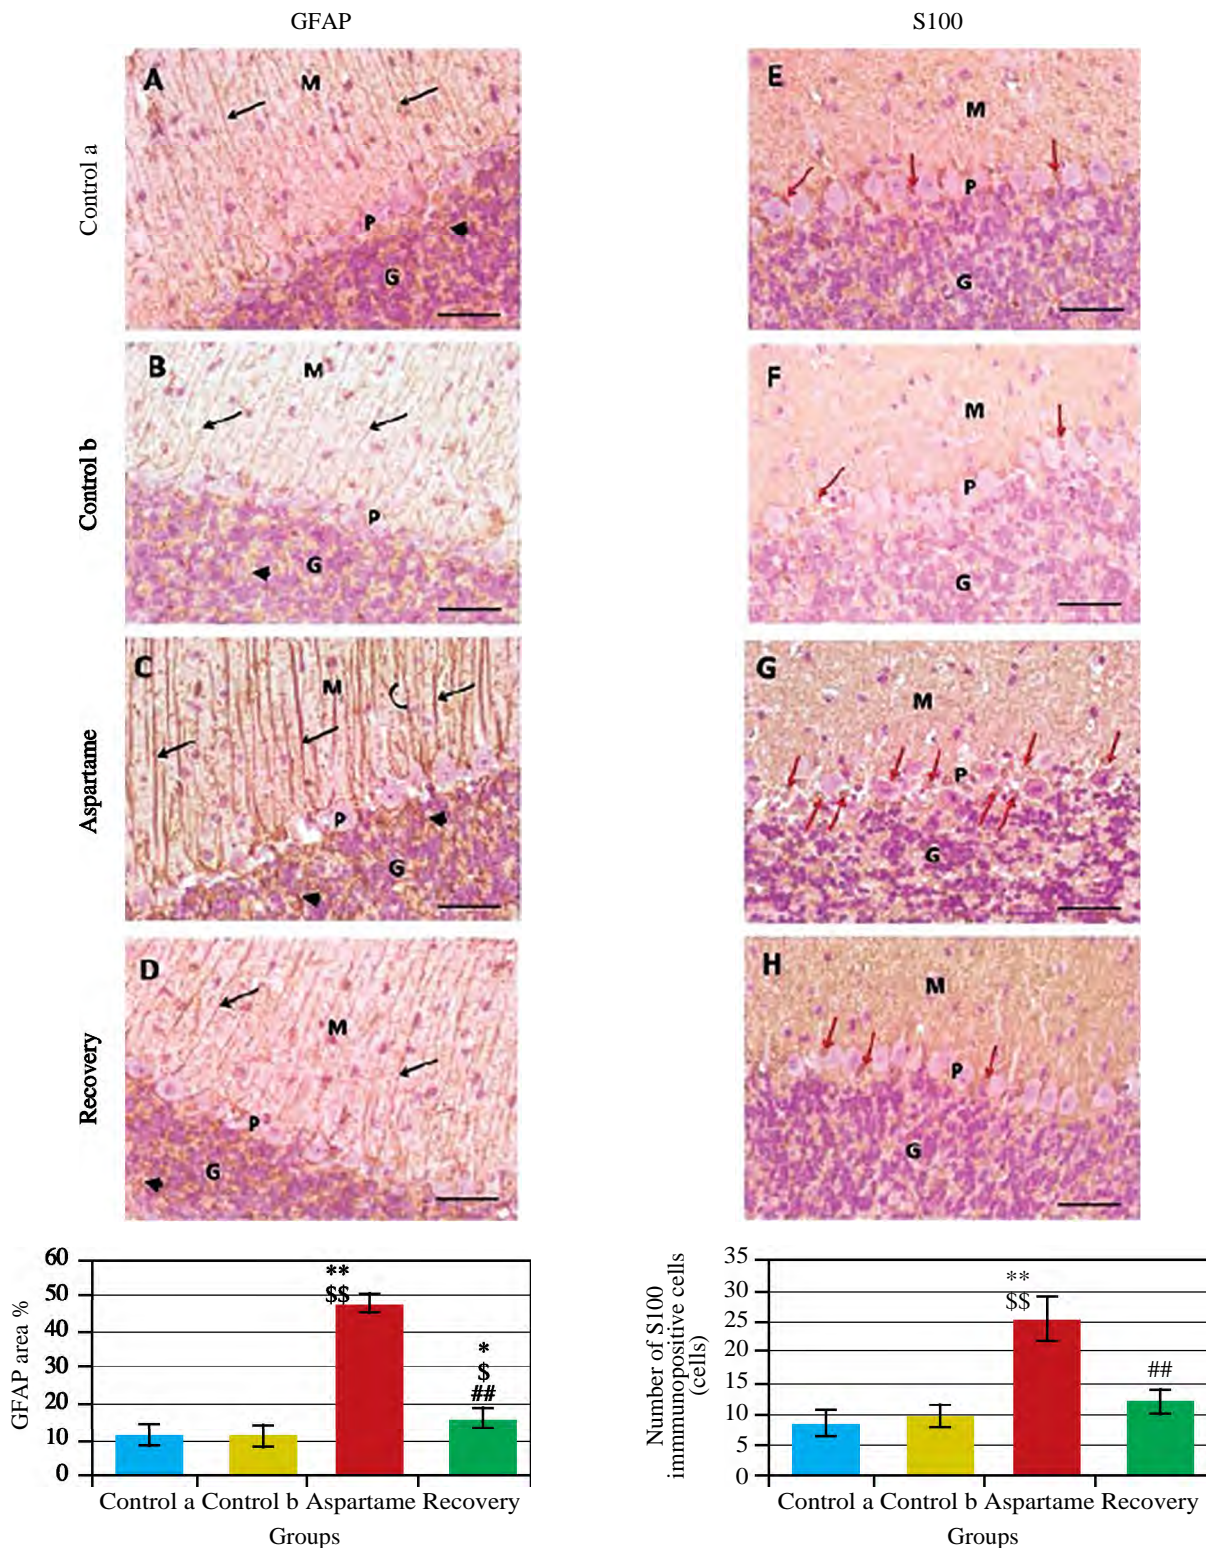 GFAP
S100
Control a
A
M
P
G
E
M
P
G
Control b
B
M
P
G
F
M
P
G
Aspartame
C
M
P
G
G
M
P
G
Recovery
D
M
P
G
H
M
P
G
GFAP area %
60
50
40
30
20
10
0
**
$$
*
$
##
Control a Control b Aspartame Recovery
Groups
Number of S100
immunopositive cells
(cells)
35
30
25
20
15
10
5
0
**
$$
##
Control a Control b Aspartame Recovery
Groups